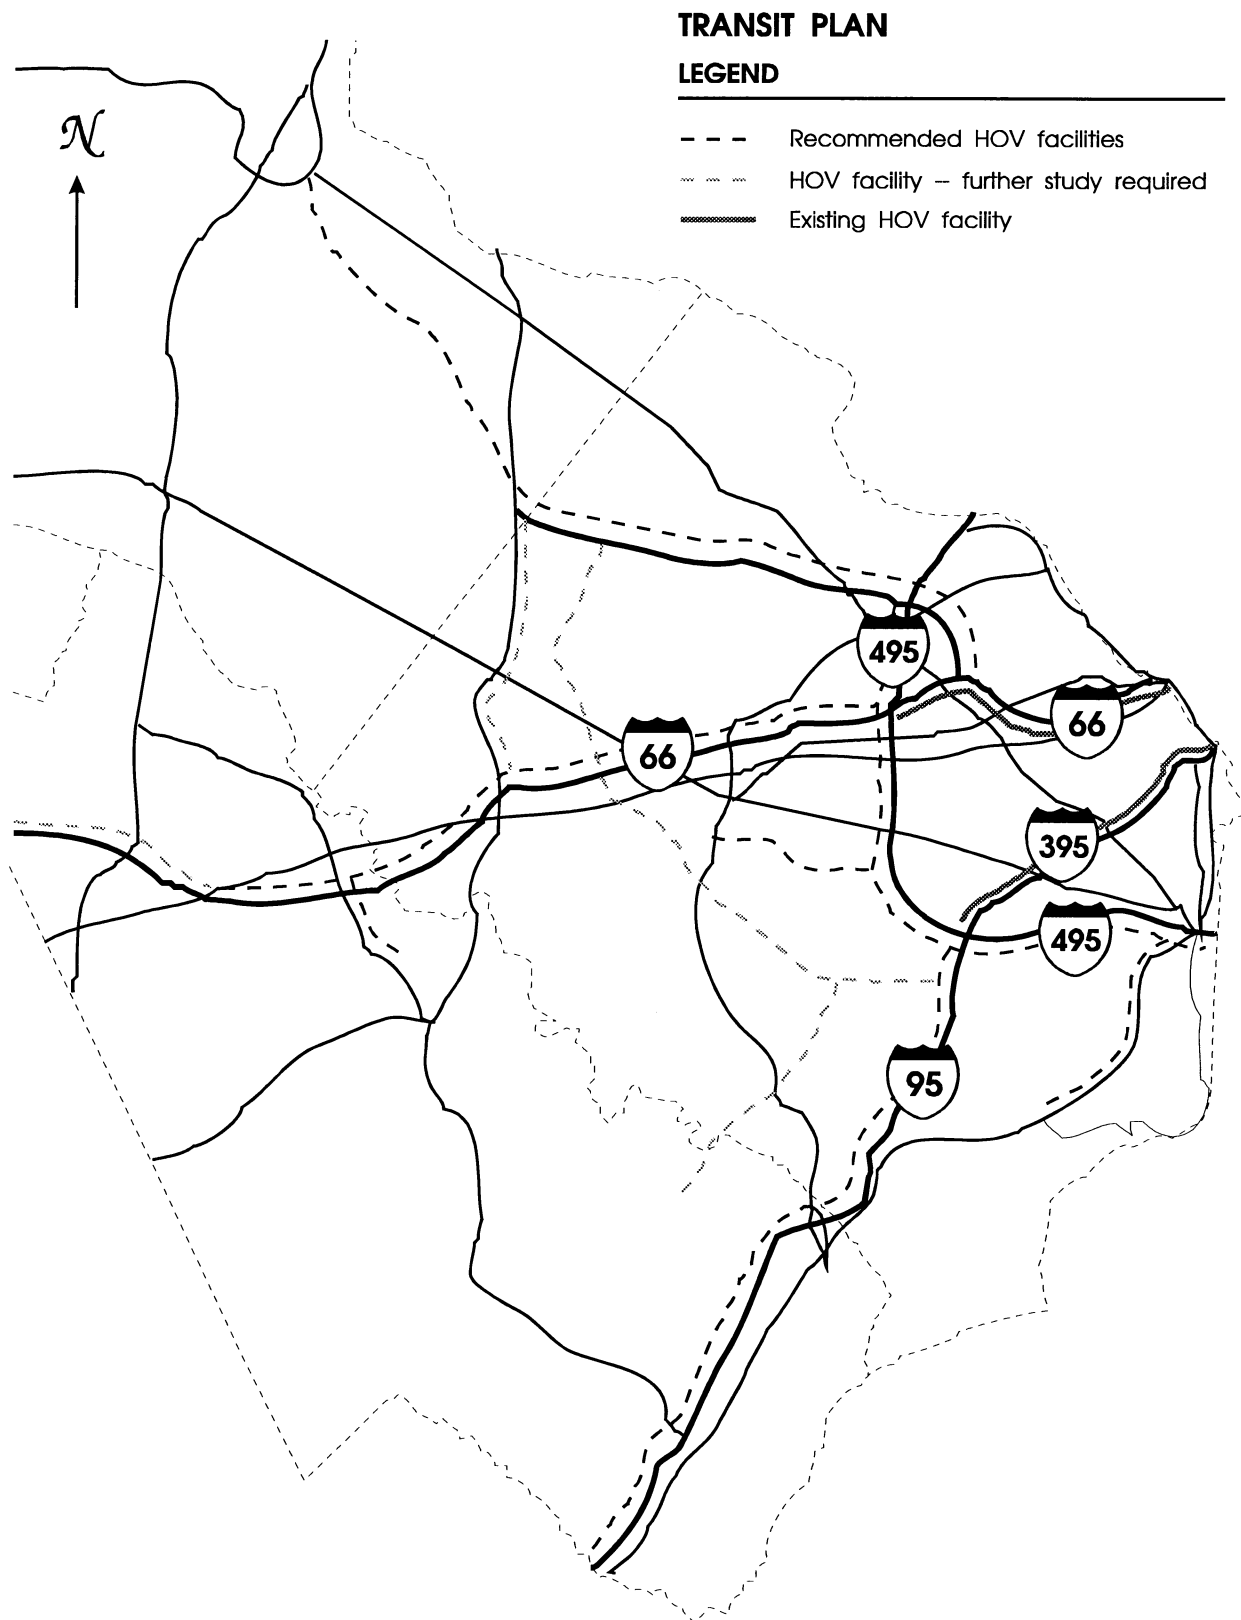 TRANSIT PLAN
LEGEND
Recommended HOV facilities
HOV facility -- further study required
Existing HOV facility
N
495
66
66
395
495
95